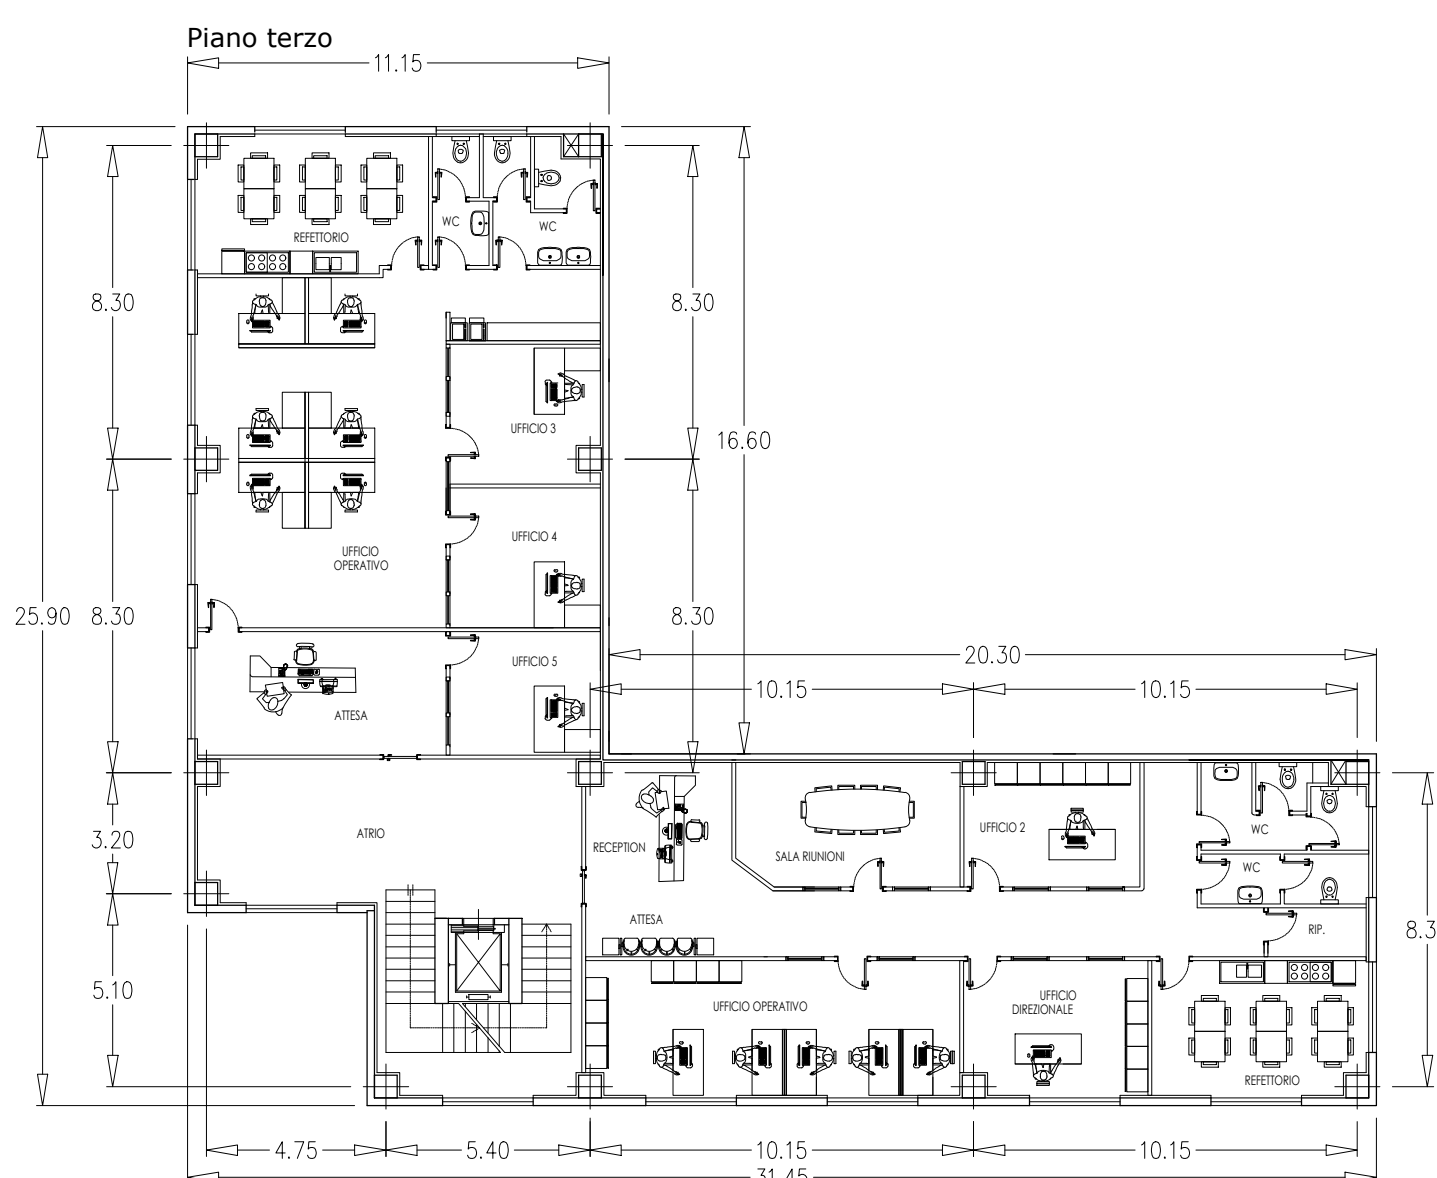 Piano terzo
11.15
REFETTORIO
WC
WC
8.30
8.30
16.60
UFFICIO 3
UFFICIO 4
UFFICIO
OPERATIVO
25.90
8.30
8.30
20.30
UFFICIO 5
10.15
10.15
ATTESA
ATRIO
3.20
RECEPTION
SALA RIUNIONI
UFFICIO 2
WC
WC
ATTESA
RIP.
8.3
5.10
UFFICIO OPERATIVO
UFFICIO
DIREZIONALE
REFETTORIO
4.75
5.40
10.15
10.15
31.45